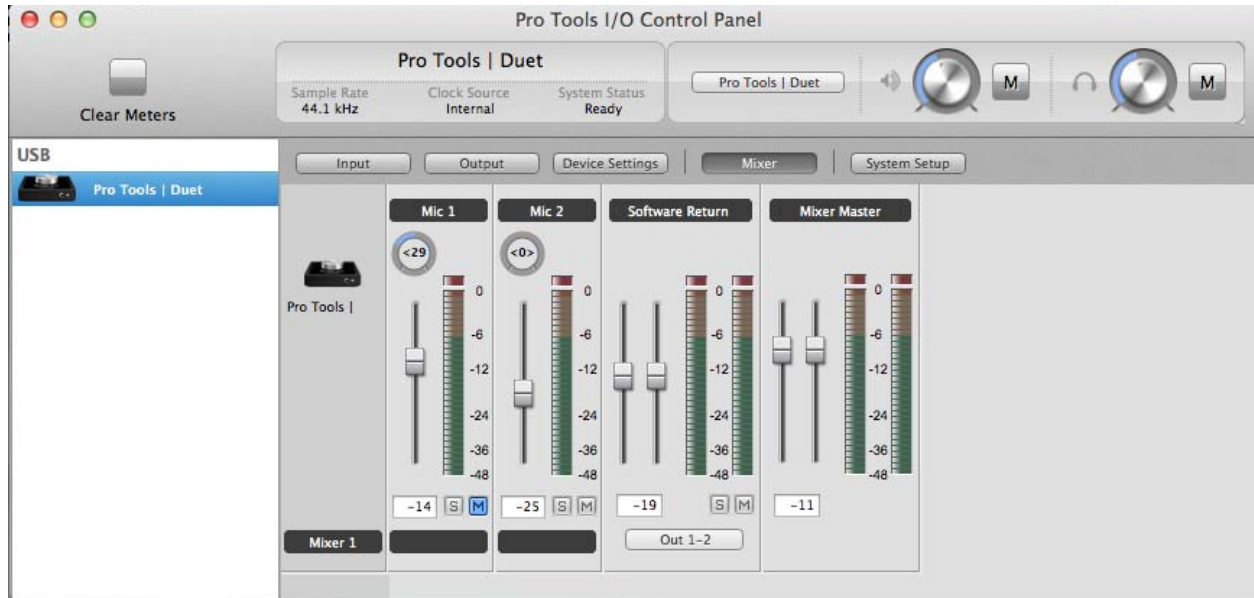 Pro Tools I/O Control Panel
Pro Tools | Duet
Sample Rate Clock Source System Status
44.1 kHz Internal Ready
Pro Tools | Duet
M
M
Clear Meters
USB
Pro Tools | Duet
Input Output Device Settings Mixer System Setup
Mic 1 Mic 2 Software Return Mixer Master
<29 <0>
Pro Tools |
0 0 0 0
-6 -6 -6 -6
-12 -12 -12 -12
-24 -24 -24 -24
-36 -36 -36 -36
-48 -48 -48 -48
-14 S M -25 S M -19 S M -11
Mixer 1 Out 1-2